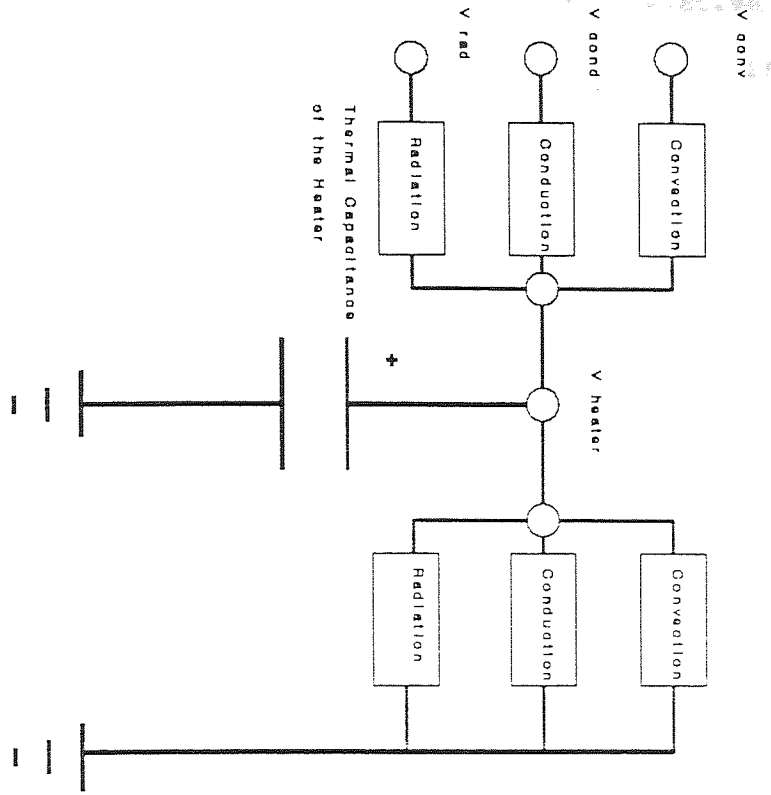 V conv
Convection
Convection
V cond
V heater
Conduction
Conduction
V rad
Radiation
Radiation
+
Thermal Capacitance
of the Heater